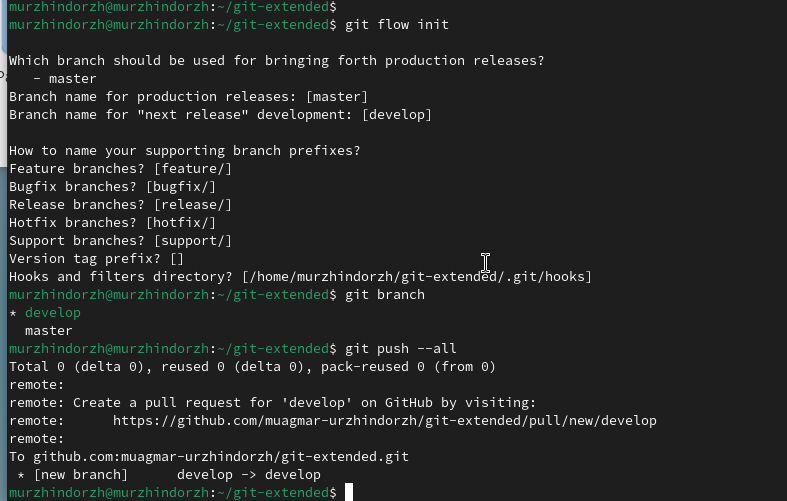 murzhindorzh@murzhindorzh:~/git-extended$
murzhindorzh@murzhindorzh:~/git-extended$ git flow init
Which branch should be used for bringing forth production releases?
   - master
Branch name for production releases: [master]
Branch name for "next release" development: [develop]
How to name your supporting branch prefixes?
Feature branches? [feature/]
Bugfix branches? [bugfix/]
Release branches? [release/]
Hotfix branches? [hotfix/]
Support branches? [support/]
Version tag prefix? []
Hooks and filters directory? [/home/murzhindorzh/git-extended/.git/hooks]
murzhindorzh@murzhindorzh:~/git-extended$ git branch
* develop
  master
murzhindorzh@murzhindorzh:~/git-extended$ git push --all
Total 0 (delta 0), reused 0 (delta 0), pack-reused 0 (from 0)
remote:
remote: Create a pull request for 'develop' on GitHub by visiting:
remote:      https://github.com/muagmar-urzhindorzh/git-extended/pull/new/develop
remote:
To github.com:muagmar-urzhindorzh/git-extended.git
 * [new branch]      develop -> develop
murzhindorzh@murzhindorzh:~/git-extended$